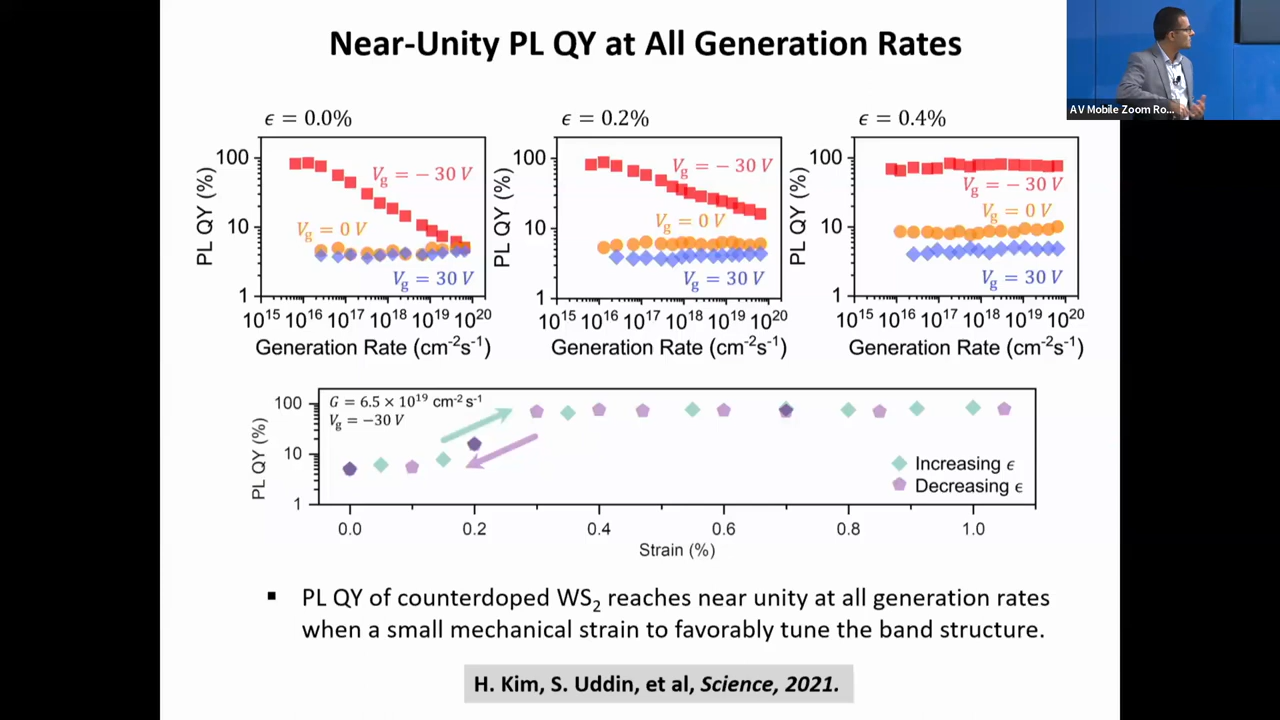 Near-Unity PL QY at All Generation Rates
AV Mobile Zoom Ro...
ϵ = 0.0%
PL QY (%)
100
10
1
V_g = − 30 V
V_g = 0 V
V_g = 30 V
10^15 10^16 10^17 10^18 10^19 10^20
Generation Rate (cm^-2s^-1)
ϵ = 0.2%
PL QY (%)
100
10
1
V_g = − 30 V
V_g = 0 V
V_g = 30 V
10^15 10^16 10^17 10^18 10^19 10^20
Generation Rate (cm^-2s^-1)
ϵ = 0.4%
PL QY (%)
100
10
1
V_g = − 30 V
V_g = 0 V
V_g = 30 V
10^15 10^16 10^17 10^18 10^19 10^20
Generation Rate (cm^-2s^-1)
PL QY (%)
100
10
1
G = 6.5 × 10^19 cm^-2 s^-1
V_g = −30 V
Increasing ϵ
Decreasing ϵ
0.0 0.2 0.4 0.6 0.8 1.0
Strain (%)
▪ PL QY of counterdoped WS₂ reaches near unity at all generation rates
when a small mechanical strain to favorably tune the band structure.
H. Kim, S. Uddin, et al, Science, 2021.